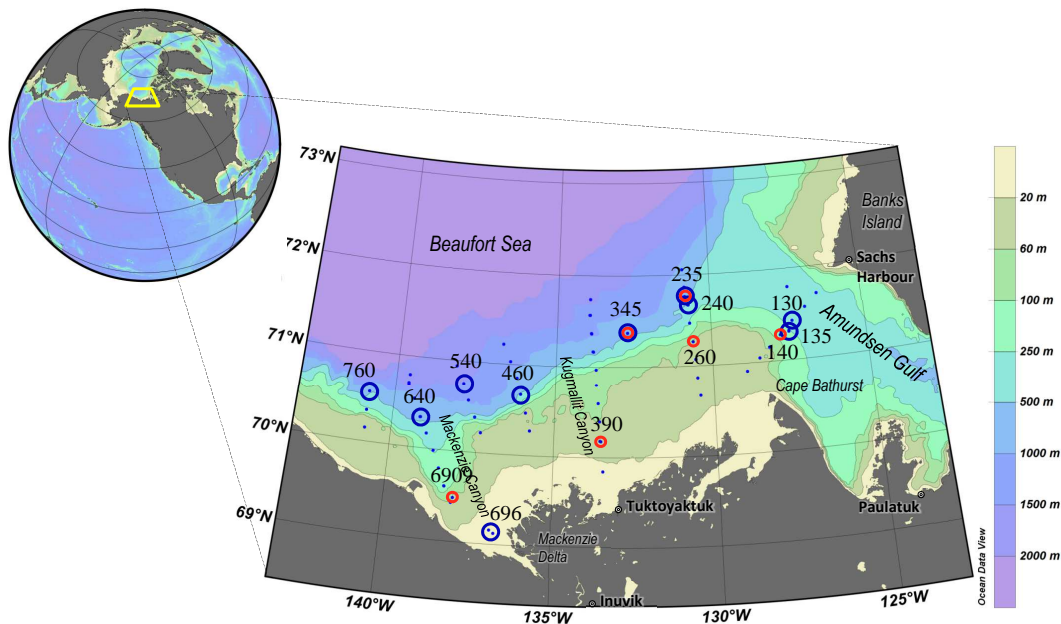 73°N
72°N
71°N
70°N
69°N
140°W
135°W
130°W
125°W
Beaufort Sea
Banks
Island
Sachs
Harbour
Amundsen Gulf
Cape Bathurst
Paulatuk
Kugmallit Canyon
Mackenzie Canyon
Mackenzie
Delta
Tuktoyaktuk
Inuvik
235
240
130
135
140
345
260
760
540
460
640
390
6909
696
20 m
60 m
100 m
250 m
500 m
1000 m
1500 m
2000 m
Ocean Data View